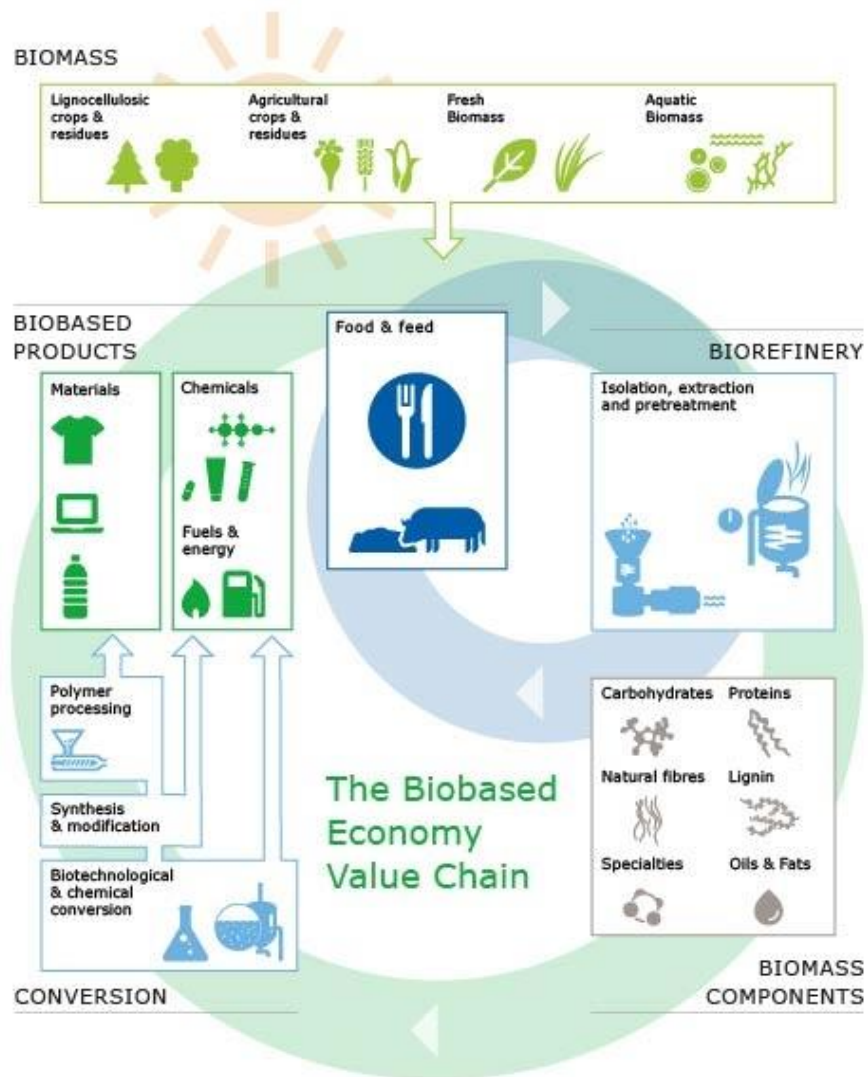 BIOMASS
Lignocellulosic
crops &
residues
Agricultural
crops &
residues
Fresh
Biomass
Aquatic
Biomass
BIOBASED
PRODUCTS
Materials
Chemicals
Fuels &
energy
Food & feed
BIOREFINERY
Isolation, extraction
and pretreatment
Carbohydrates
Proteins
Natural fibres
Lignin
Specialties
Oils & Fats
BIOMASS
COMPONENTS
Polymer
processing
Synthesis
& modification
Biotechnological
& chemical
conversion
CONVERSION
The Biobased
Economy
Value Chain